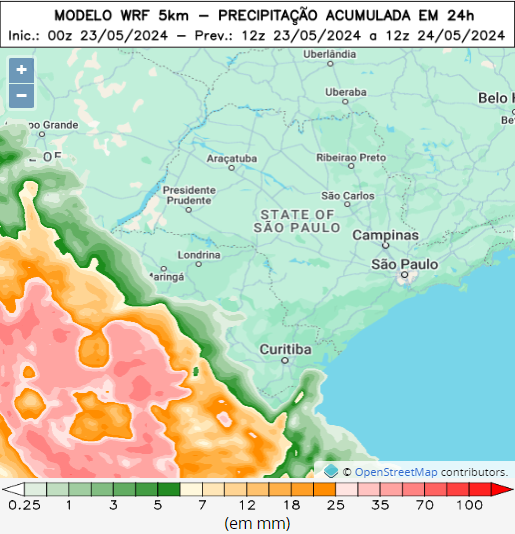 MODELO WRF 5km – PRECIPITAÇÃO ACUMULADA EM 24h
Inic.: 00z 23/05/2024 – Prev.: 12z 23/05/2024 a 12z 24/05/2024
+
−
Uberlândia
Uberaba
Belo
po Grande
Be
OF
Araçatuba
Ribeirao Preto
Presidente
Prudente
São Carlos
STATE OF
SÃO PAULO
Campinas
Londrina
São Paulo
Maringá
Curitiba
© OpenStreetMap contributors.
0.25 1 3 5 7 12 18 25 35 70 100
(em mm)